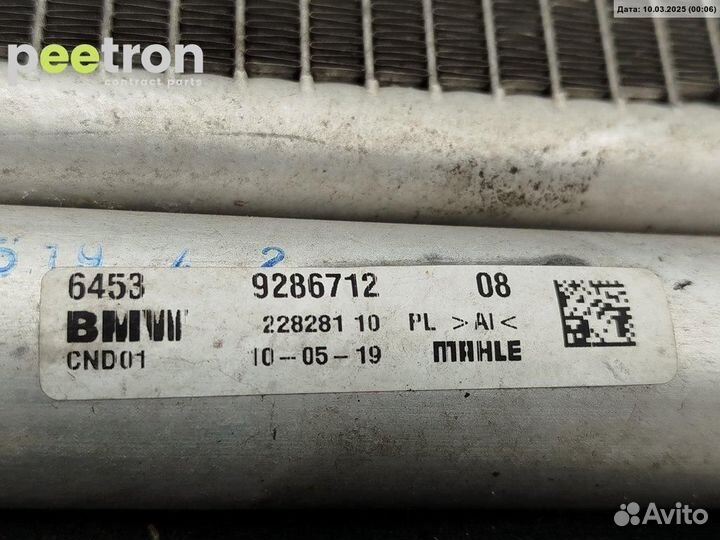 Дата: 10.03.2025 (00:06)
peetron
contract parts
6453 9286712 08
BMW 228281 10 PL >Al<
CND01 10-05-19 MAHLE
Avito